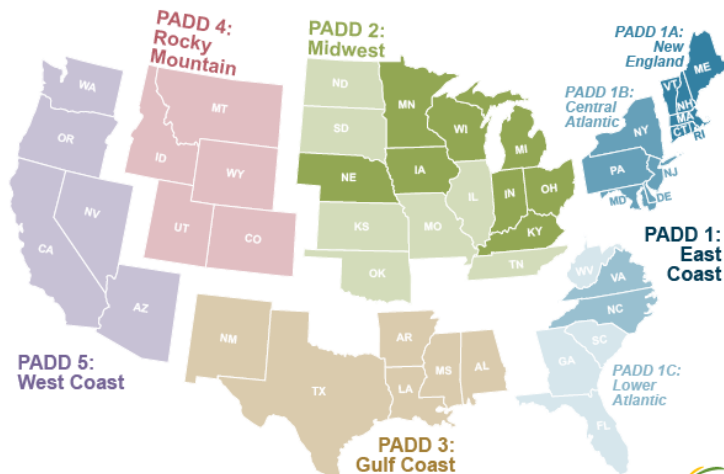 PADD 4:
Rocky
Mountain
PADD 2:
Midwest
PADD 1A:
New
England
PADD 1B:
Central
Atlantic
WA
OR
CA
NV
AZ
MT
ID
WY
UT
CO
ND
SD
NE
KS
OK
MN
IA
MO
WI
IL
MI
IN
OH
KY
TN
ME
VT
NH
MA
CT
RI
NY
PA
NJ
MD
DE
PADD 1:
East
Coast
WV
VA
NC
SC
GA
FL
PADD 1C:
Lower
Atlantic
NM
TX
AR
LA
MS
AL
PADD 5:
West Coast
PADD 3:
Gulf Coast